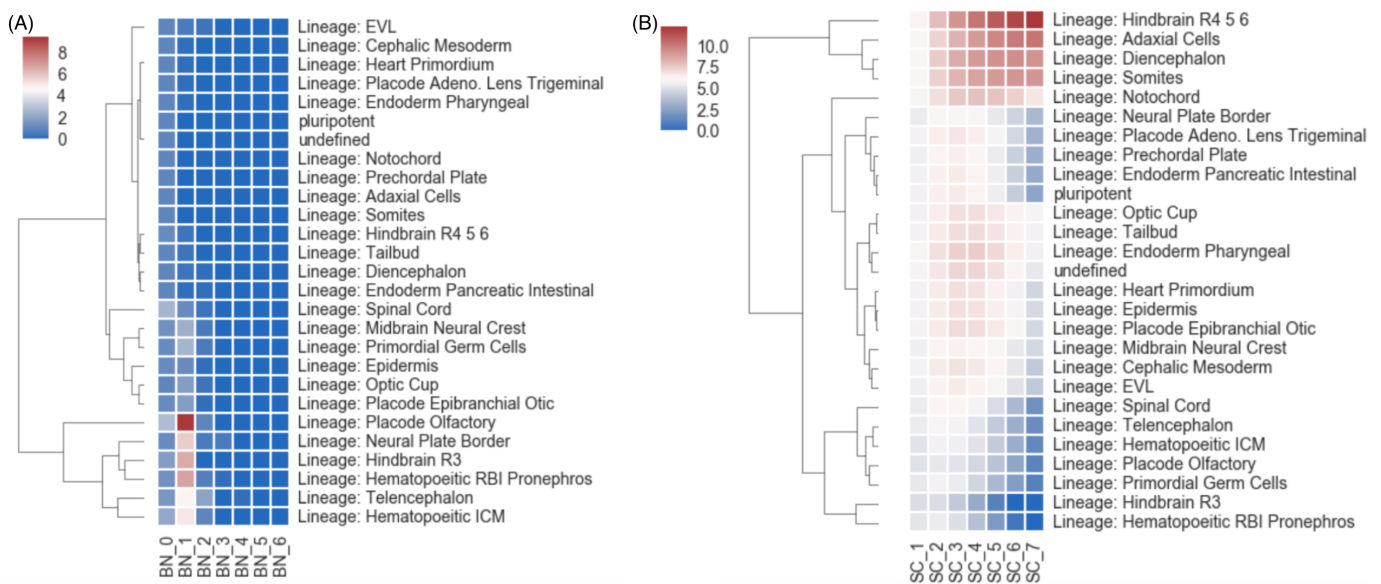 (A)
8
6
4
2
0
Lineage: EVL
Lineage: Cephalic Mesoderm
Lineage: Heart Primordium
Lineage: Placode Adeno. Lens Trigeminal
Lineage: Endoderm Pharyngeal
pluripotent
undefined
Lineage: Notochord
Lineage: Prechordal Plate
Lineage: Adaxial Cells
Lineage: Somites
Lineage: Hindbrain R4 5 6
Lineage: Tailbud
Lineage: Diencephalon
Lineage: Endoderm Pancreatic Intestinal
Lineage: Spinal Cord
Lineage: Midbrain Neural Crest
Lineage: Primordial Germ Cells
Lineage: Epidermis
Lineage: Optic Cup
Lineage: Placode Epibranchial Otic
Lineage: Placode Olfactory
Lineage: Neural Plate Border
Lineage: Hindbrain R3
Lineage: Hematopoeitic RBI Pronephros
Lineage: Telencephalon
Lineage: Hematopoeitic ICM
BN_0
BN_1
BN_2
BN_3
BN_4
BN_5
BN_6
(B)
10.0
7.5
5.0
2.5
0.0
Lineage: Hindbrain R4 5 6
Lineage: Adaxial Cells
Lineage: Diencephalon
Lineage: Somites
Lineage: Notochord
Lineage: Neural Plate Border
Lineage: Placode Adeno. Lens Trigeminal
Lineage: Prechordal Plate
Lineage: Endoderm Pancreatic Intestinal
pluripotent
Lineage: Optic Cup
Lineage: Tailbud
Lineage: Endoderm Pharyngeal
undefined
Lineage: Heart Primordium
Lineage: Epidermis
Lineage: Placode Epibranchial Otic
Lineage: Midbrain Neural Crest
Lineage: Cephalic Mesoderm
Lineage: EVL
Lineage: Spinal Cord
Lineage: Telencephalon
Lineage: Hematopoeitic ICM
Lineage: Placode Olfactory
Lineage: Primordial Germ Cells
Lineage: Hindbrain R3
Lineage: Hematopoeitic RBI Pronephros
SC_1
SC_2
SC_3
SC_4
SC_5
SC_6
SC_7